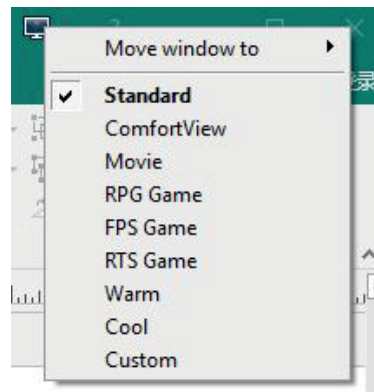 Move window to
Standard
ComfortView
Movie
RPG Game
FPS Game
RTS Game
Warm
Cool
Custom